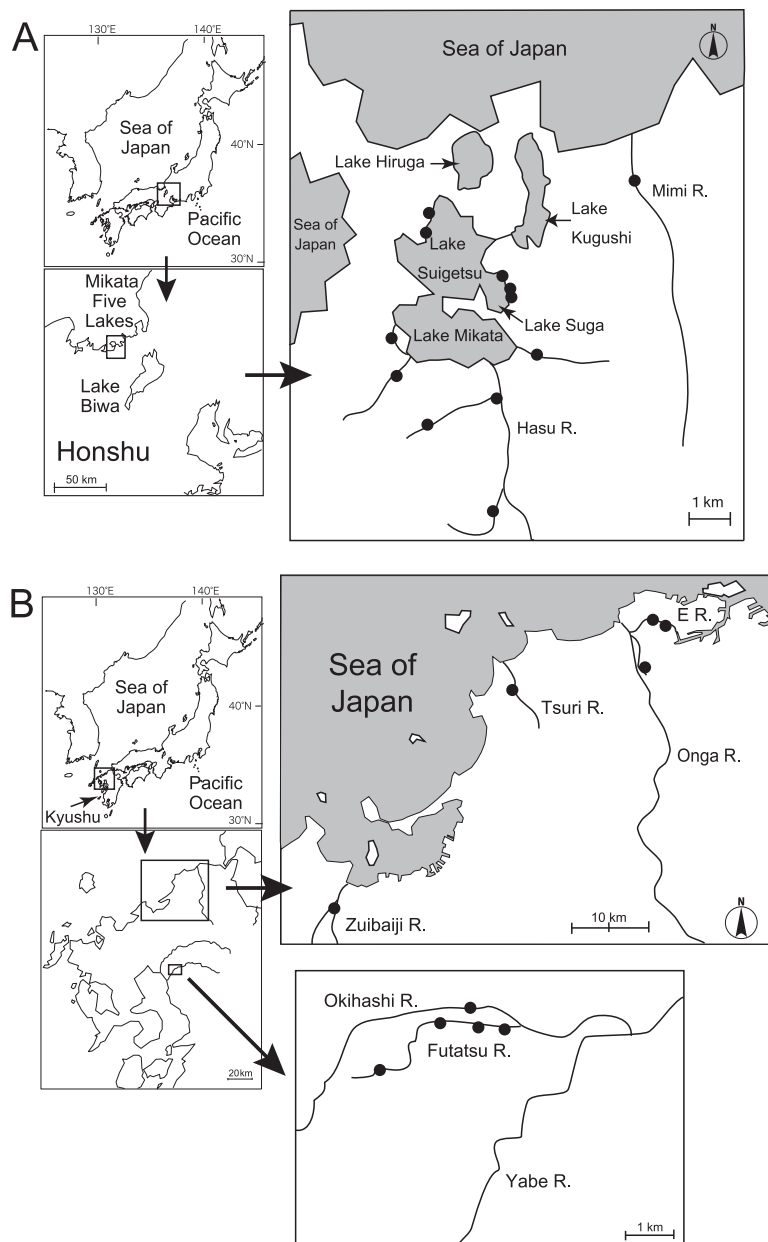 A
130°E
140°E
Sea of
Japan
40°N
Pacific
Ocean
30°N
Mikata
Five
Lakes
Lake
Biwa
Honshu
50 km
Sea of Japan
N
Lake Hiruga
Mimi R.
Lake
Kugushi
Sea of
Japan
Lake
Suigetsu
Lake Suga
Lake Mikata
Hasu R.
1 km
B
130°E
140°E
Sea of
Japan
40°N
Pacific
Ocean
Kyushu
30°N
20km
E R.
Sea of
Japan
Tsuri R.
Onga R.
Zuibaiji R.
10 km
N
Okihashi R.
Futatsu R.
Yabe R.
1 km